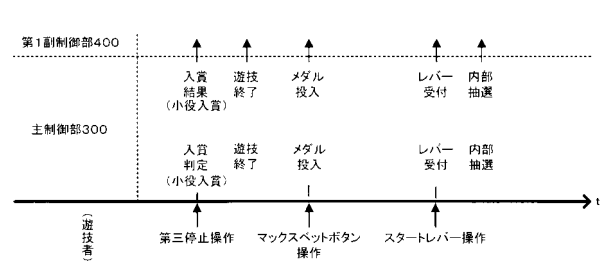 第1副制御部400
入賞 遊技 メダル レバー 内部
結果 終了 投入 受付 抽選
(小役入賞)
主制御部300
入賞 遊技 メダル レバー 内部
判定 終了 投入 受付 抽選
(小役入賞)
t
(遊技者)
第三停止操作 マックスベットボタン スタートレバー操作
操作